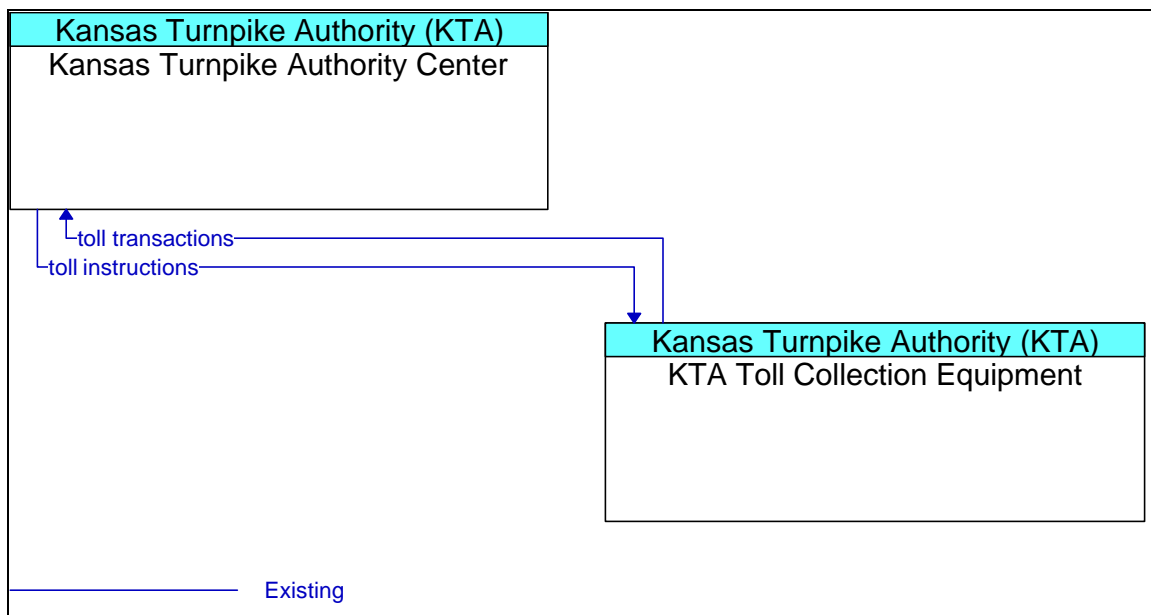 Kansas Turnpike Authority (KTA)
Kansas Turnpike Authority Center
toll transactions
toll instructions
Kansas Turnpike Authority (KTA)
KTA Toll Collection Equipment
Existing